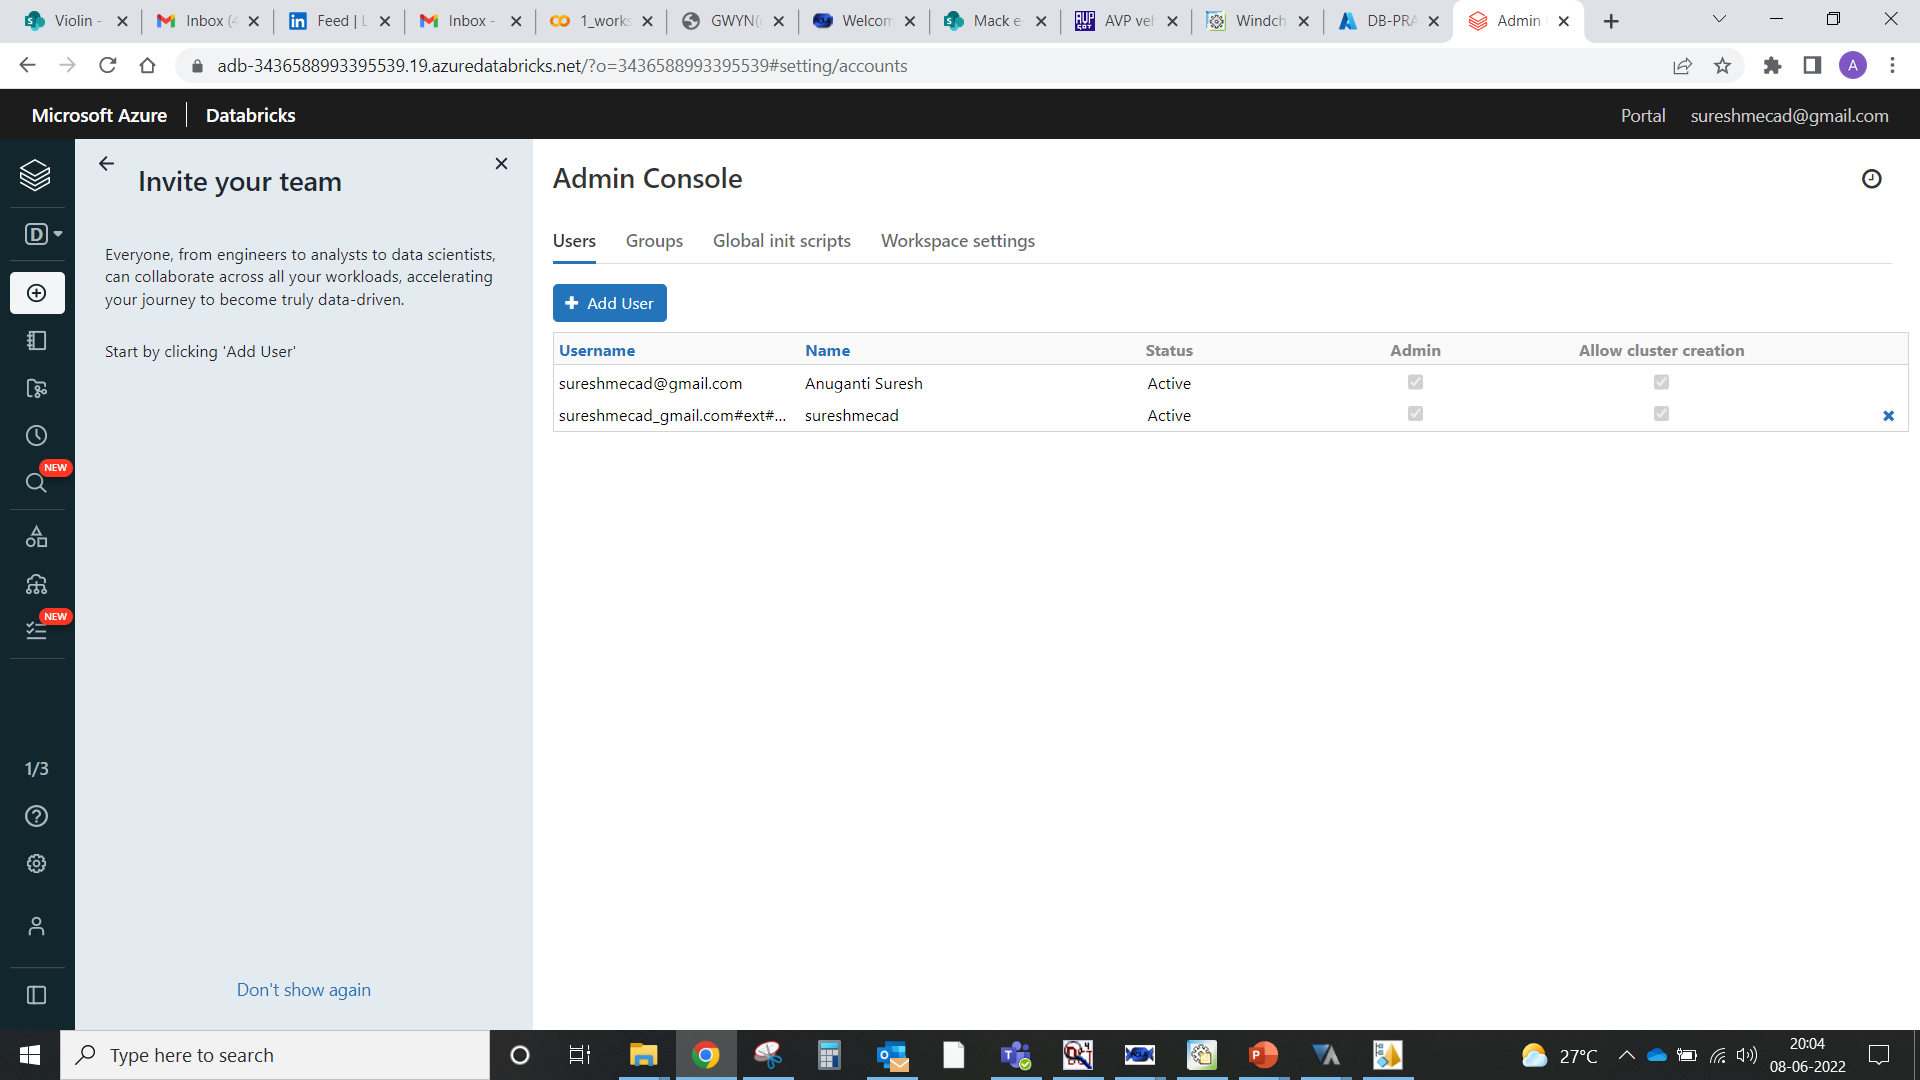 Violin -
Inbox (4
Feed | L
Inbox -
1_works
GWYN(
Welcom
Mack e-
AVP veh
Windch
DB-PRA
Admin
adb-3436588993395539.19.azuredatabricks.net/?o=3436588993395539#setting/accounts
A
Microsoft Azure
Databricks
Portal
sureshmecad@gmail.com
D
NEW
NEW
1/3
Invite your team
Everyone, from engineers to analysts to data scientists,
can collaborate across all your workloads, accelerating
your journey to become truly data-driven.
Start by clicking 'Add User'
Don't show again
Admin Console
Users Groups Global init scripts Workspace settings
+ Add User
Username Name Status Admin Allow cluster creation
sureshmecad@gmail.com Anuganti Suresh Active
sureshmecad_gmail.com#ext#... sureshmecad Active
Type here to search
27°C
20:04
08-06-2022